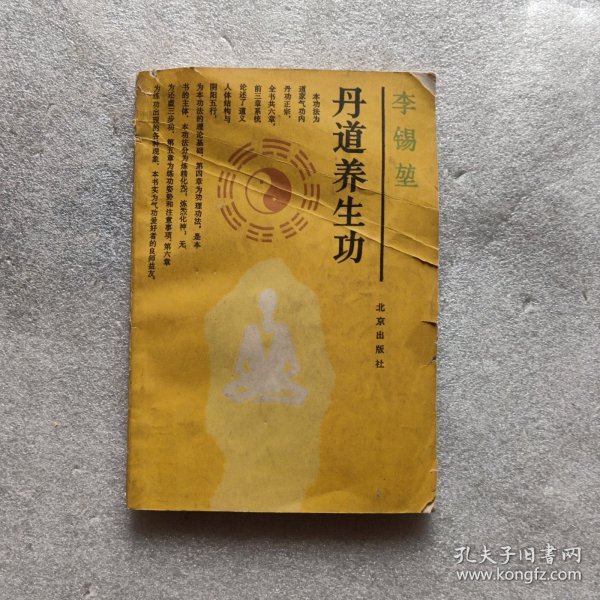 李锡堃
丹道养生功
北京出版社
本功法为
道家气功内
丹功正宗，
全书共六章，
前三章系统
论述了道义
人体结构与
阴阳五行，
为本功法的理论基础，第四章为功理功法，是本
书的主体，本功法分为炼精化炁，炼炁化神，无
为还虚三步功，第五章为练功姿势和注意事项，第六章
为练功出现的各种现象，本书实为气功爱好者的良师益友。
孔夫子旧书网
www.kongfz.com